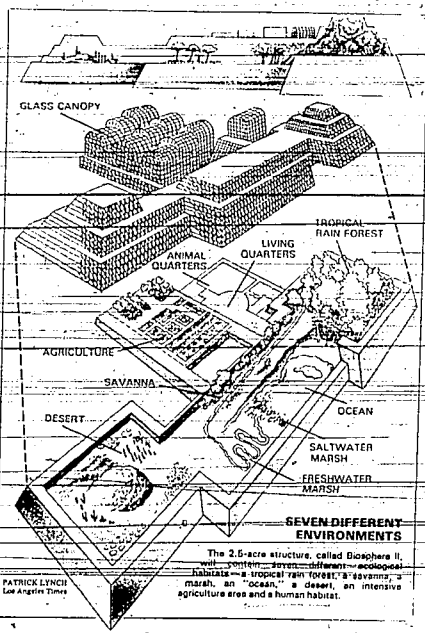 GLASS CANOPY
TROPICAL
RAIN FOREST
LIVING
QUARTERS
ANIMAL
QUARTERS
AGRICULTURE
SAVANNA
OCEAN
DESERT
SALTWATER
MARSH
FRESHWATER
MARSH
SEVEN DIFFERENT
ENVIRONMENTS
The 2.5-acre structure, called Biosphere II,
will contain seven different ecological
habitats—a tropical rain forest, a savanna, a
marsh, an "ocean," a desert, an intensive
agriculture area and a human habitat.
PATRICK LYNCH
Los Angeles Times